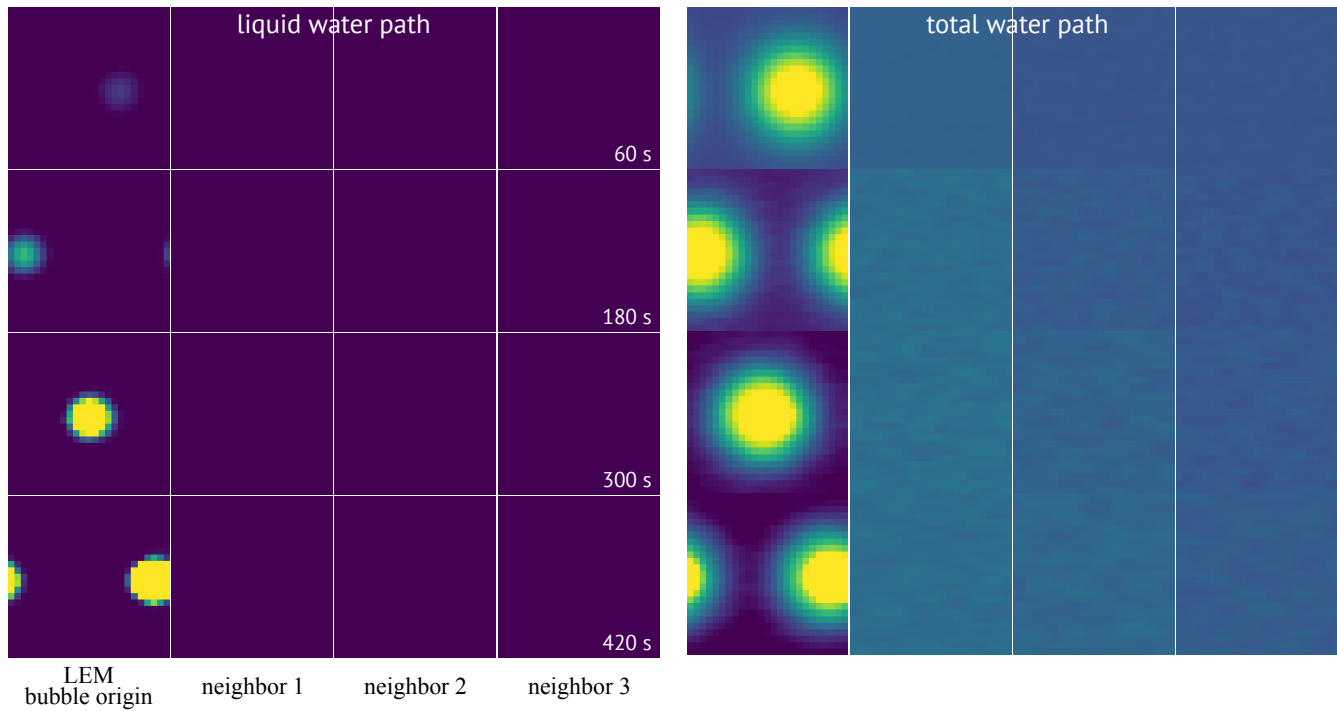 liquid water path
total water path
60 s
180 s
300 s
420 s
LEM
bubble origin
neighbor 1
neighbor 2
neighbor 3